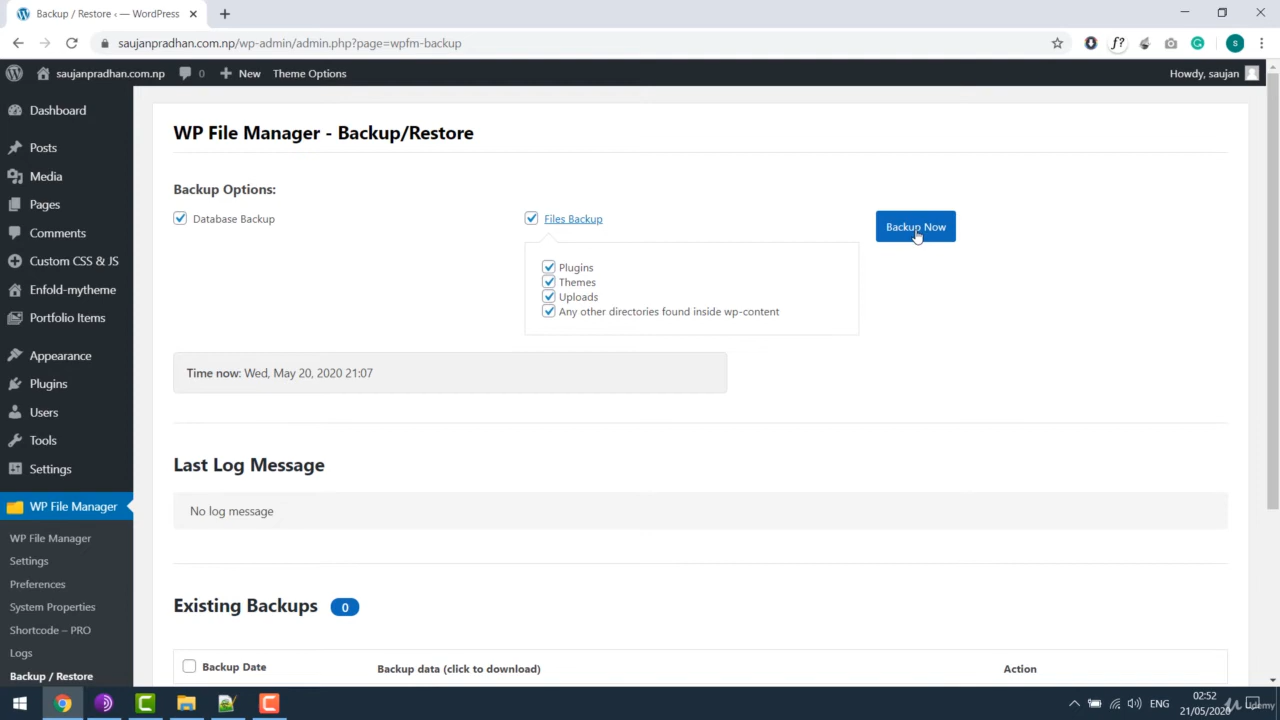 Backup / Restore ‹ — WordPress
saujanpradhan.com.np/wp-admin/admin.php?page=wpfm-backup
f?
s
saujanpradhan.com.np
0
New
Theme Options
Howdy, saujan
Dashboard
Posts
Media
Pages
Comments
Custom CSS & JS
Enfold-mytheme
Portfolio Items
Appearance
Plugins
Users
Tools
Settings
WP File Manager
WP File Manager
Settings
Preferences
System Properties
Shortcode – PRO
Logs
Backup / Restore
WP File Manager - Backup/Restore
Backup Options:
Database Backup
Files Backup
Backup Now
Plugins
Themes
Uploads
Any other directories found inside wp-content
Time now: Wed, May 20, 2020 21:07
Last Log Message
No log message
Existing Backups 0
Backup Date
Backup data (click to download)
Action
ENG
02:52
21/05/2020
Udemy